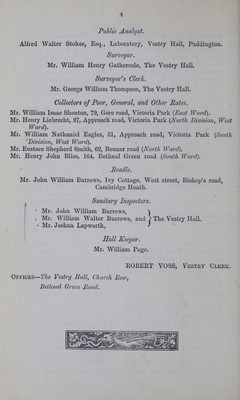 4
Public Analyst.
Alfred Walter Stokes, Esq., Laboratory, Vestry Hall, Paddington.
Surveyor.
Mr. William Henry Gathercole, The Vestry Hall.
Surveyor's Clerk.
Mr. George William Thompson, The Vestry Hall.
Collectors of Poor, General, and Other Rates.
Mr. William Isaac Shenton, 79, Gore road, Victoria Park (East Ward).
Mr. Henry Liebrecht, 97, Approach road, Victoria Park (North Division, West
Ward).
Mr. William Nathaniel Eagles, 51, Approach road, Victoria Park (South
Division, West Ward).
Mr. Eustace Shepherd Smith, 62, Bonner road (North Ward).
Mr. Henry John Bliss, 164, Bethnal Green road (South Ward).
Beadle.
Mr. John William Burrows, Ivy Cottage, West street, Bishop's road,
Cambridge Heath.
Sanitary Inspectors.
Mr. John William Burrows,
Mr. William Walter Burrows, and } The Vestry Hall.
Mr. Joshua Lapworth,
Hall Keeper.
Mr. William Page.
ROBERT VOSS, VESTRY CLERK.
OFFICES—The Vestry Hall, Church Row,
Bethnal Green Road.